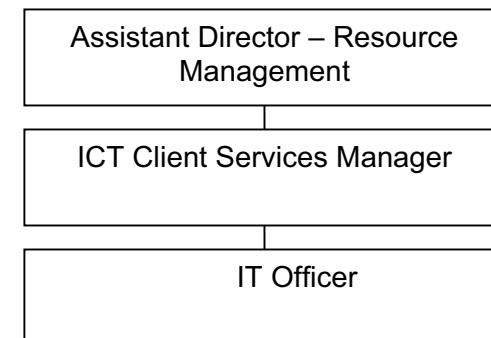 Assistant Director – Resource
Management
ICT Client Services Manager
IT Officer